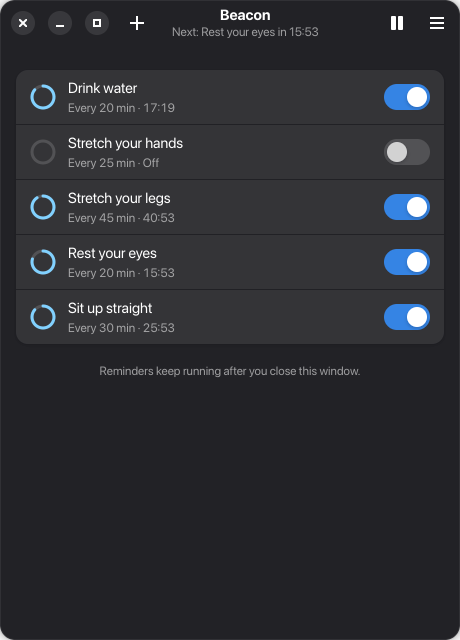 Beacon
Next: Rest your eyes in 15:53
Drink water
Every 20 min · 17:19
Stretch your hands
Every 25 min · Off
Stretch your legs
Every 45 min · 40:53
Rest your eyes
Every 20 min · 15:53
Sit up straight
Every 30 min · 25:53
Reminders keep running after you close this window.